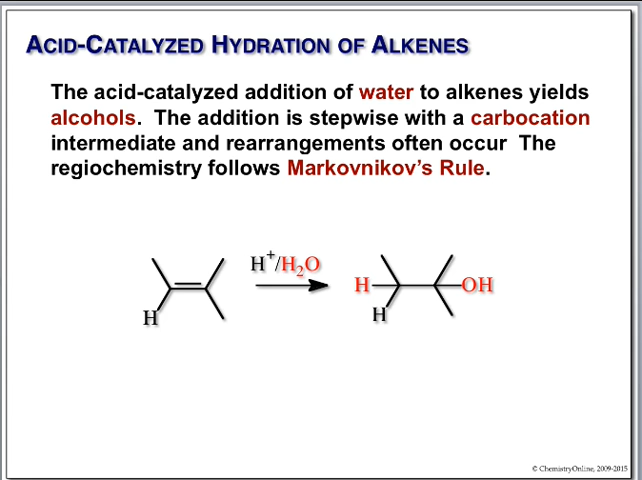 ACID-CATALYZED HYDRATION OF ALKENES
The acid-catalyzed addition of water to alkenes yields
alcohols. The addition is stepwise with a carbocation
intermediate and rearrangements often occur The
regiochemistry follows Markovnikov's Rule.
H⁺/H₂O
H
OH
H
H
© ChemistryOnline, 2009-2015